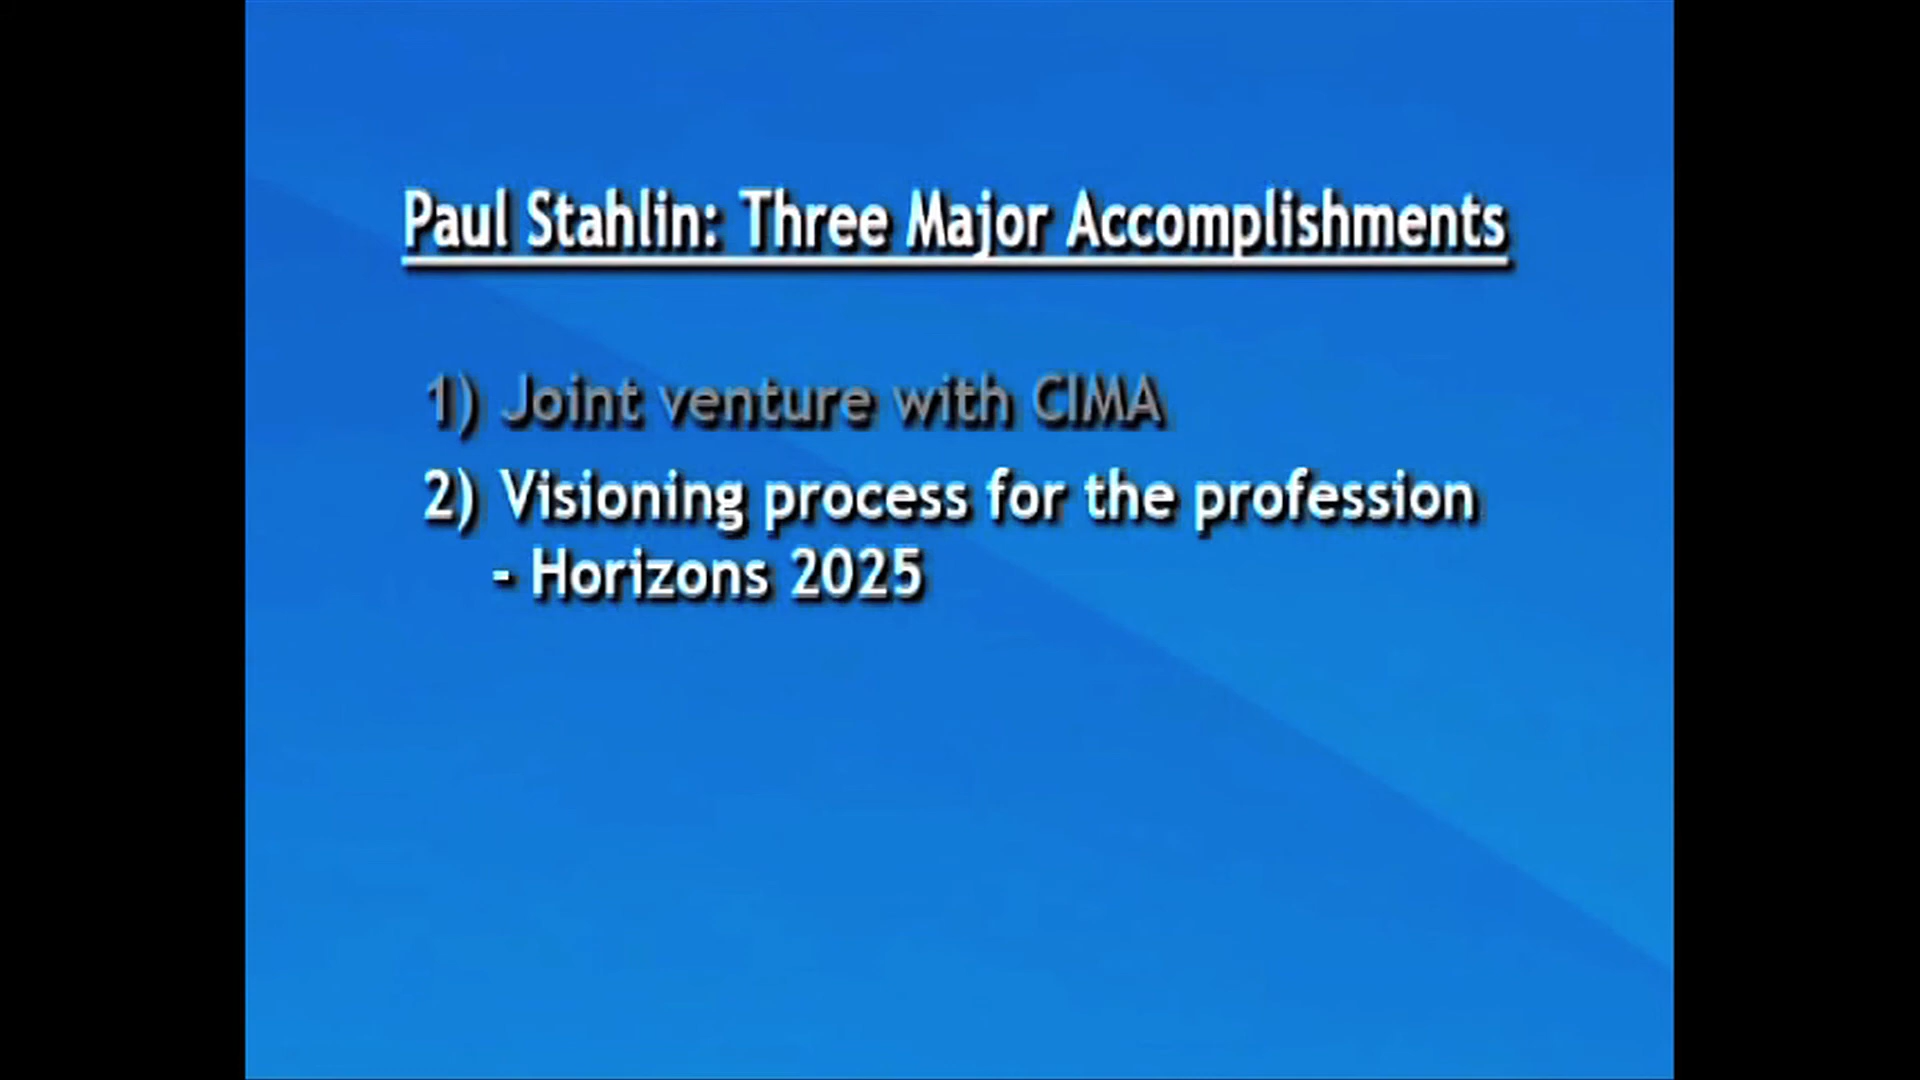 Paul Stahlin: Three Major Accomplishments
1) Joint venture with CIMA
2) Visioning process for the profession
- Horizons 2025